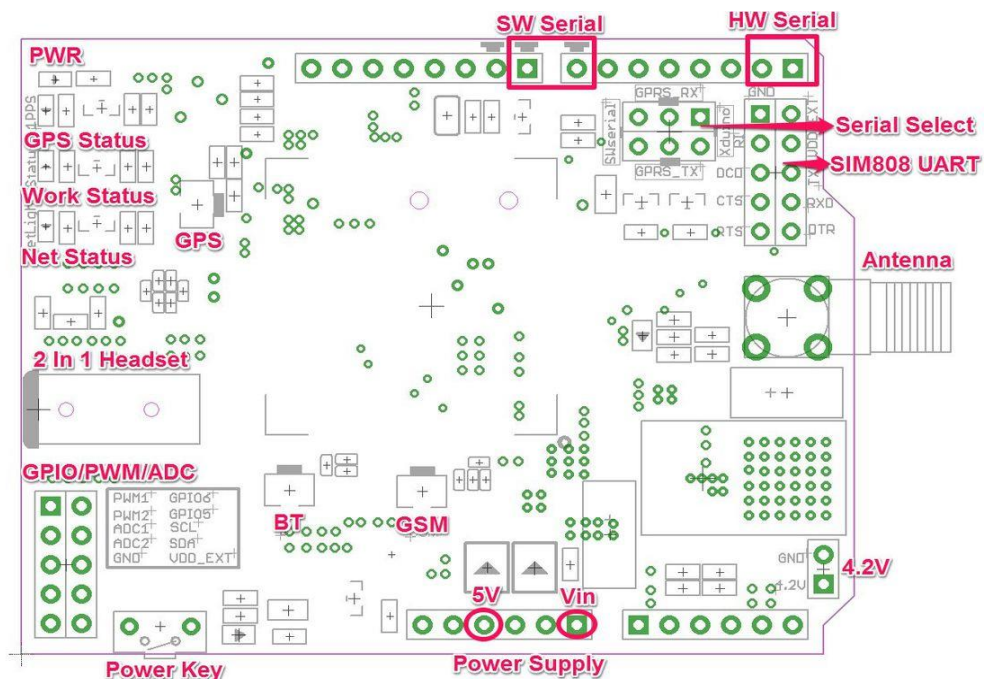 SW Serial
HW Serial
PWR
GPRS_RX
GND
GPS Status
SWserial
Xduino
Serial Select
SIM808 UART
GPRS_TX
DCD
Work Status
CTS
RXD
GPS
RTS
DTR
Net Status
Antenna
2 In 1 Headset
GPIO/PWM/ADC
PWM1 GPIO6
PWM2 GPIO5
ADC1 SCL
ADC2 SDA
GND VDD_EXT
BT
GSM
GND
4.2V
4.2V
5V
Vin
Power Key
Power Supply